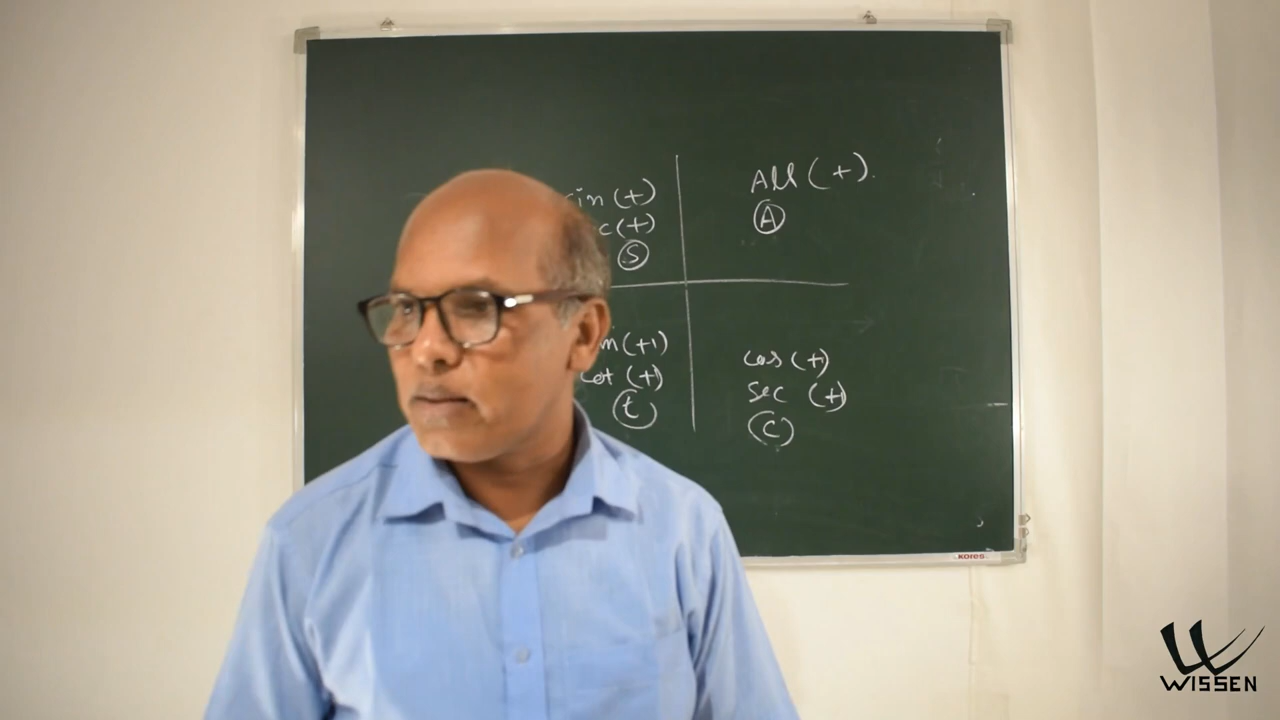 in (+)
c (+)
S
All (+).
A
n (+)
cot (+)
t
cos (+)
sec (+)
C
KORES
WISSEN